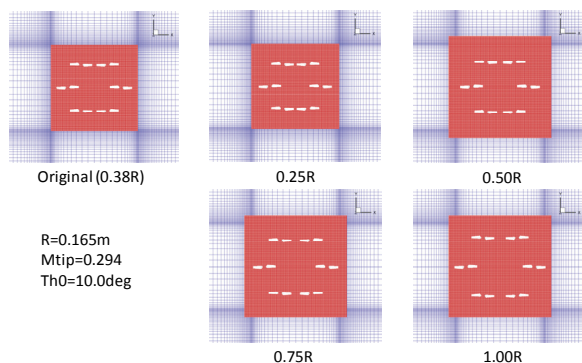 Original (0.38R)
0.25R
0.50R
R=0.165m
Mtip=0.294
Th0=10.0deg
0.75R
1.00R